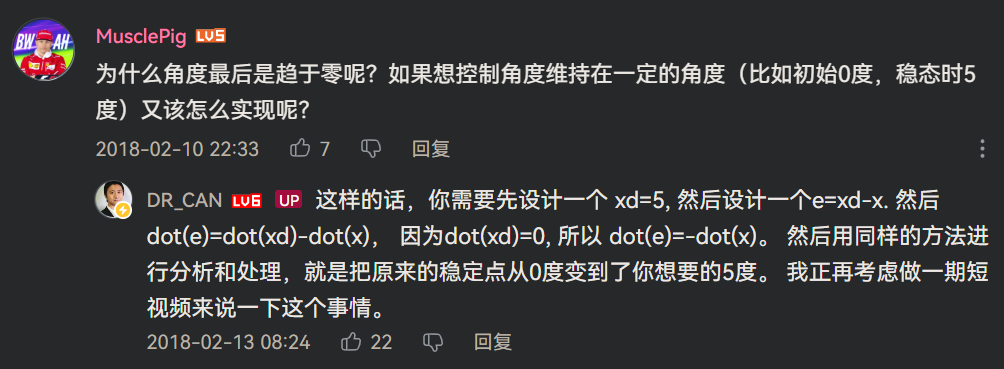 BW AH
MusclePig LV5
为什么角度最后是趋于零呢？如果想控制角度维持在一定的角度（比如初始0度，稳态时5
度）又该怎么实现呢？
2018-02-10 22:33 7 回复
DR_CAN LV6 UP 这样的话，你需要先设计一个 xd=5, 然后设计一个e=xd-x. 然后
dot(e)=dot(xd)-dot(x)， 因为dot(xd)=0, 所以 dot(e)=-dot(x)。 然后用同样的方法进
行分析和处理，就是把原来的稳定点从0度变到了你想要的5度。 我正再考虑做一期短
视频来说一下这个事情。
2018-02-13 08:24 22 回复